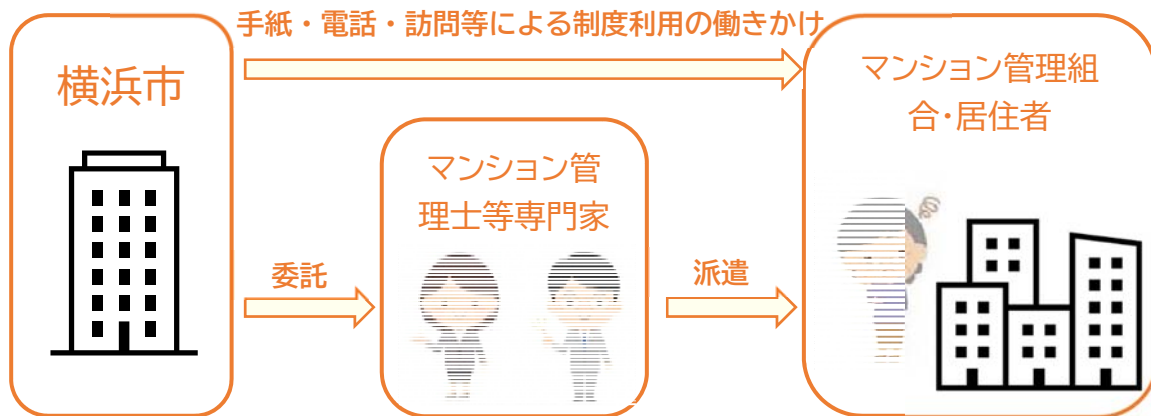 手紙・電話・訪問等による制度利用の働きかけ
横浜市
マンション管理組
合・居住者
マンション管
理士等専門家
委託
派遣